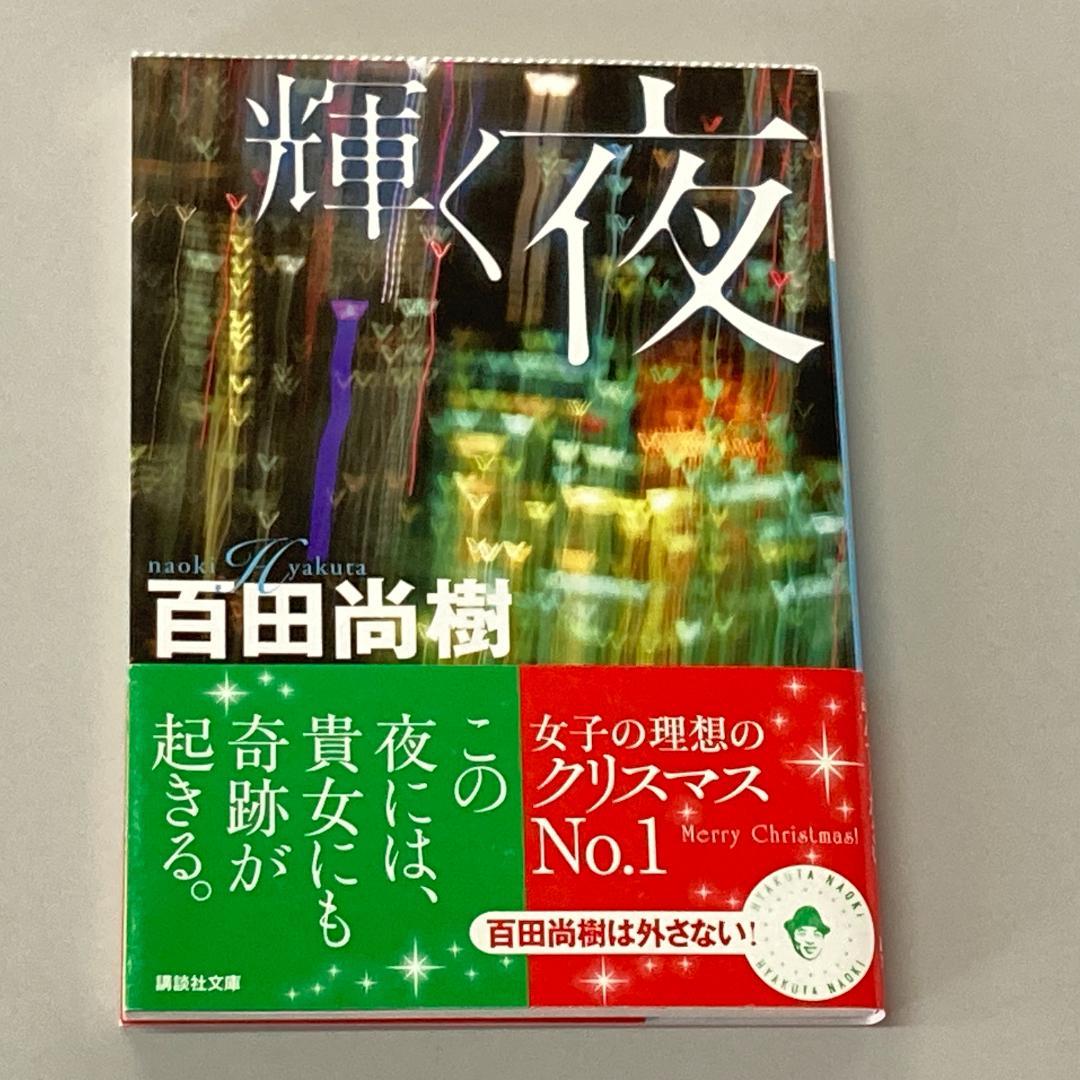 輝く夜
naoki Hyakuta
百田尚樹
この
夜には、
貴女にも
奇跡が
起きる。
講談社文庫
女子の理想の
クリスマス
No.1
Merry Christmas!
百田尚樹は外さない!
HYAKUTA NAOKI
HYAKUTA NAOKI